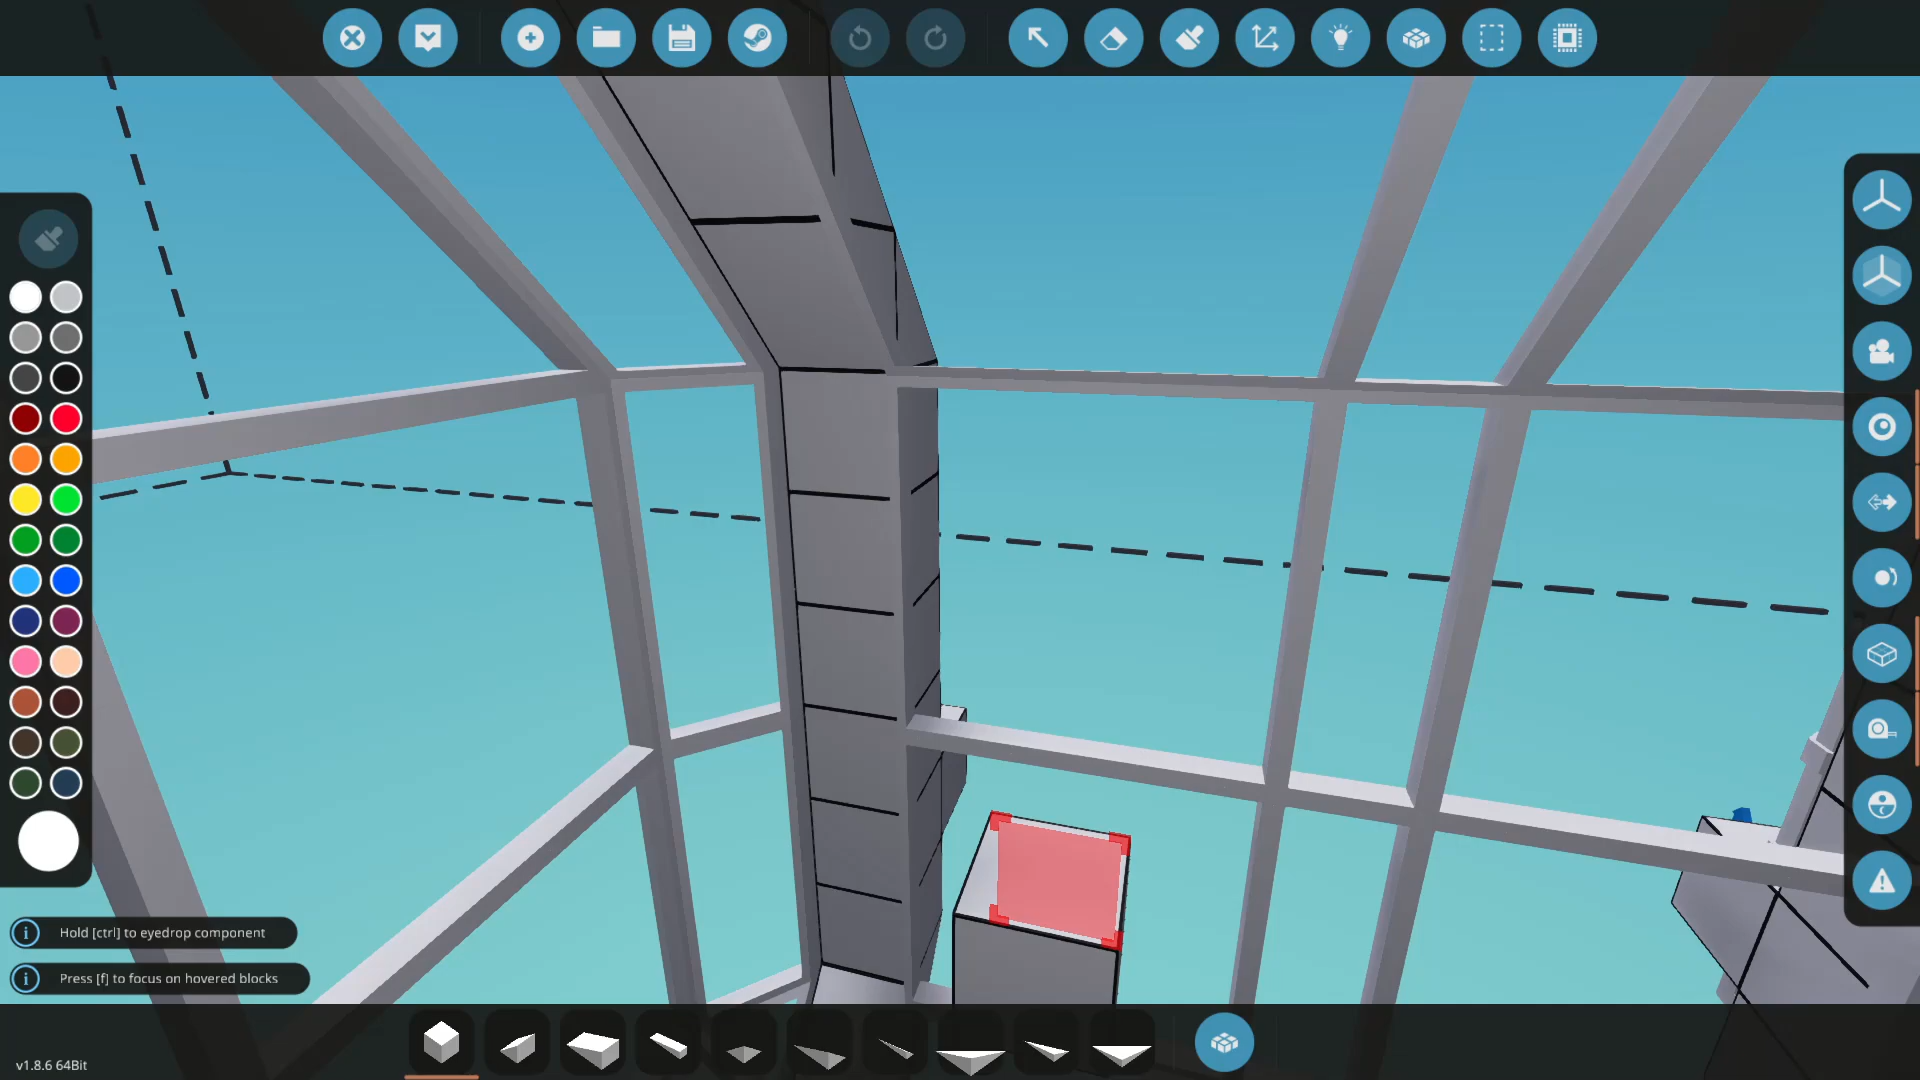 Hold [ctrl] to eyedrop component
Press [f] to focus on hovered blocks
v1.8.6 64Bit